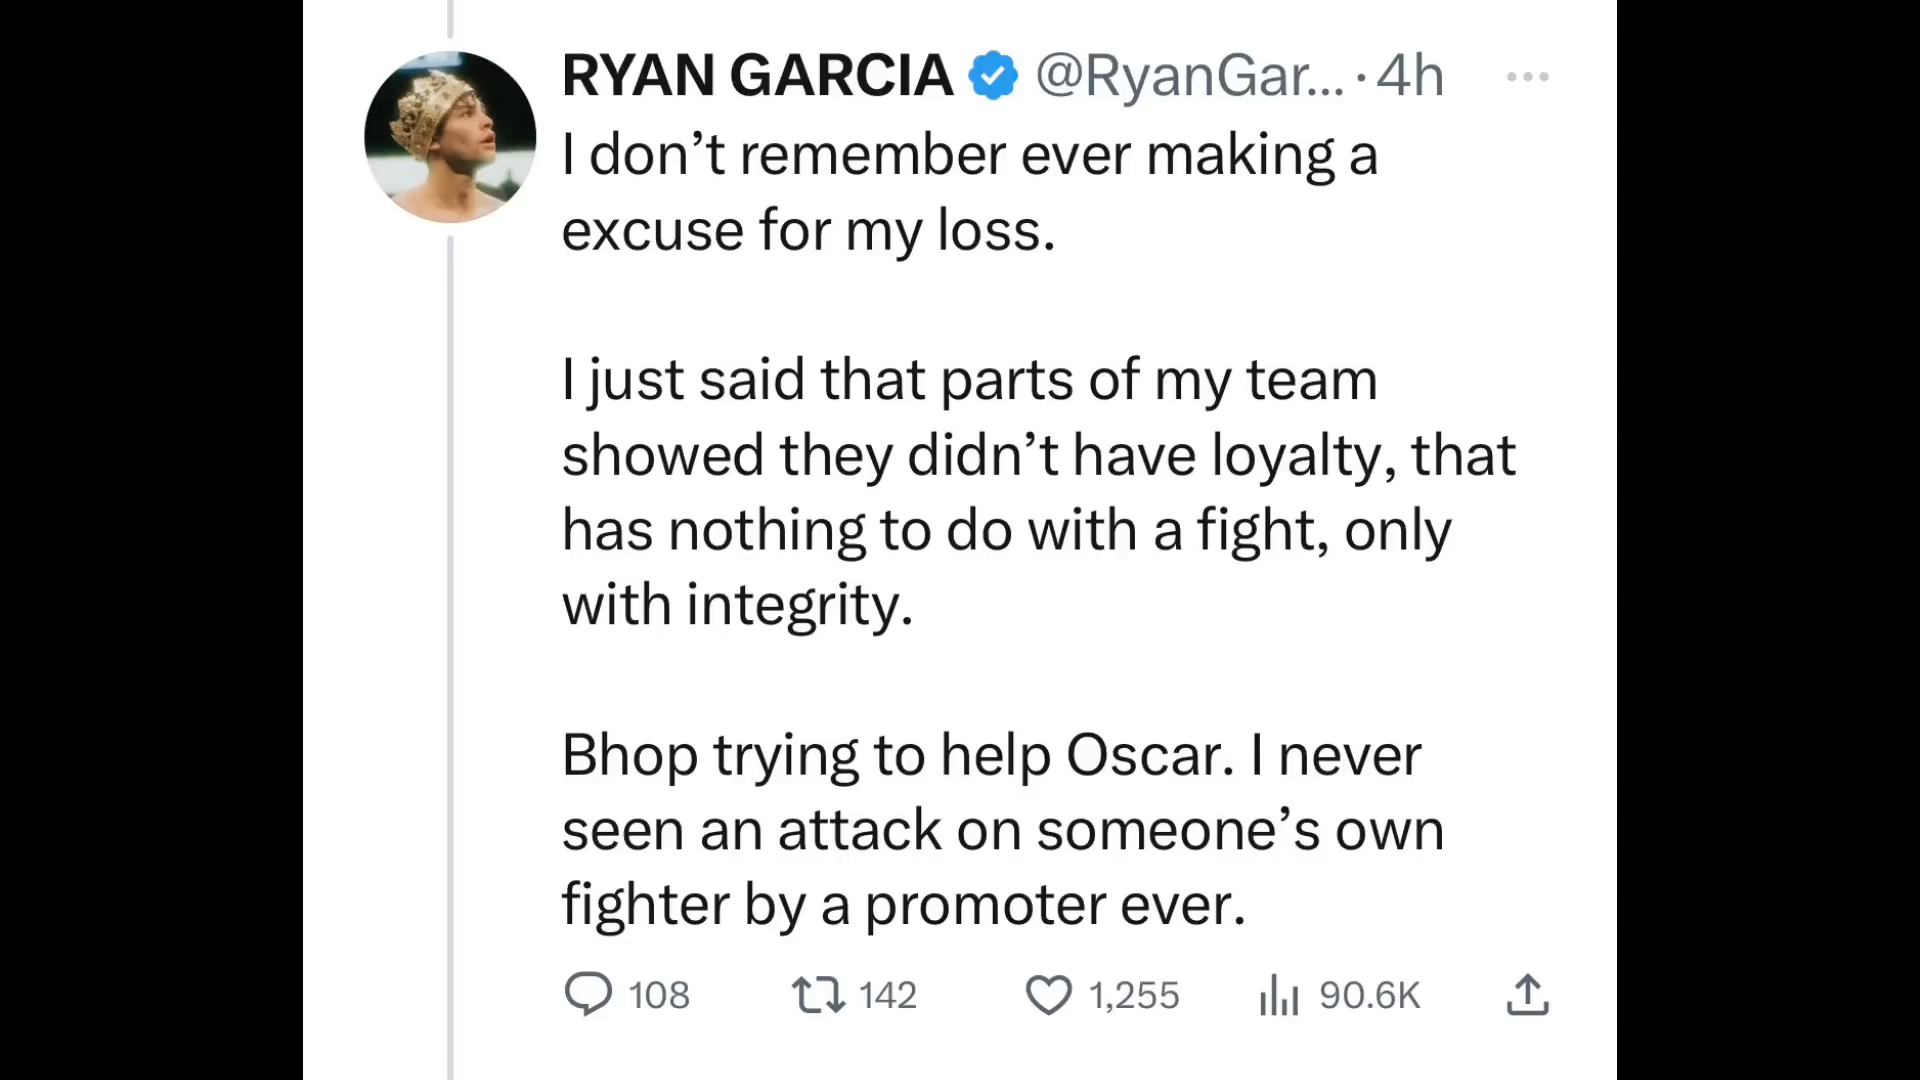 RYAN GARCIA @RyanGar... · 4h
I don’t remember ever making a
excuse for my loss.
I just said that parts of my team
showed they didn’t have loyalty, that
has nothing to do with a fight, only
with integrity.
Bhop trying to help Oscar. I never
seen an attack on someone’s own
fighter by a promoter ever.
108 142 1,255 90.6K